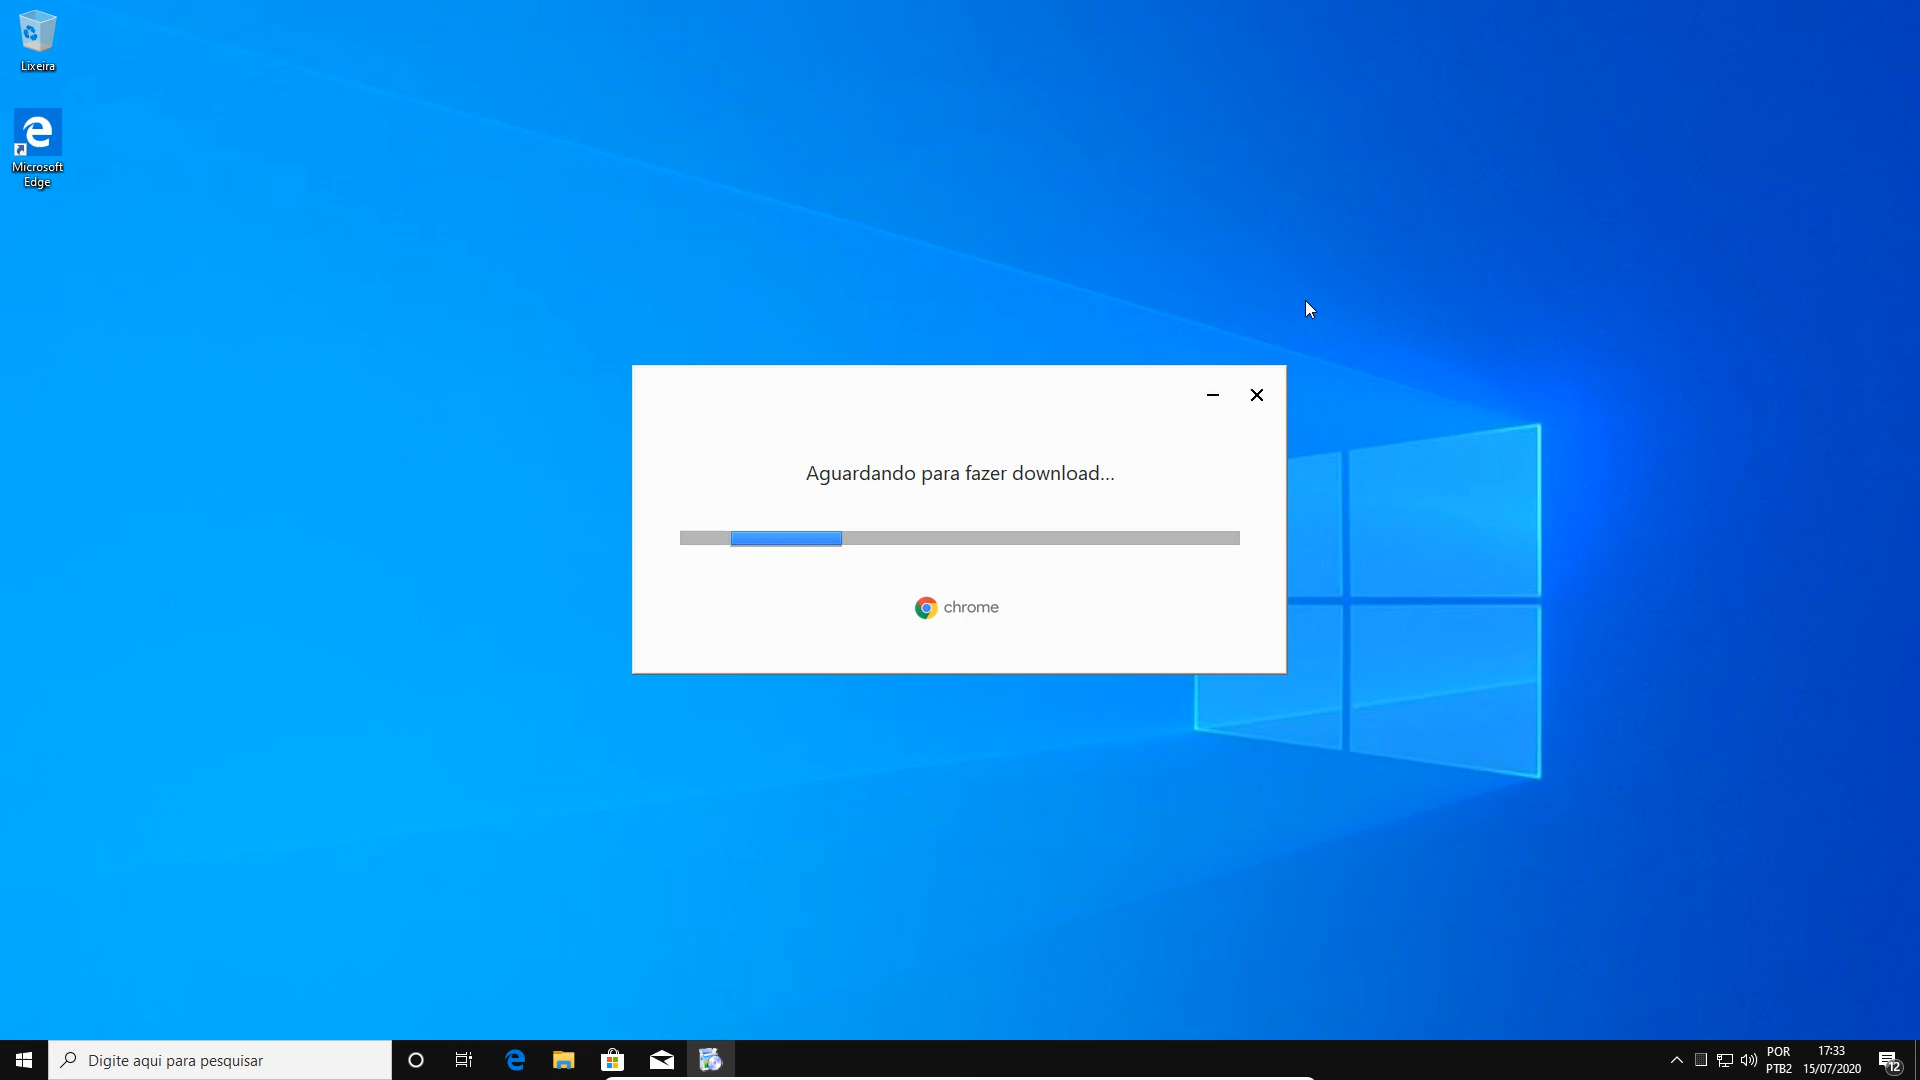 Lixeira
Microsoft
Edge
Aguardando para fazer download...
chrome
Digite aqui para pesquisar
POR
PTB2
17:33
15/07/2020
12